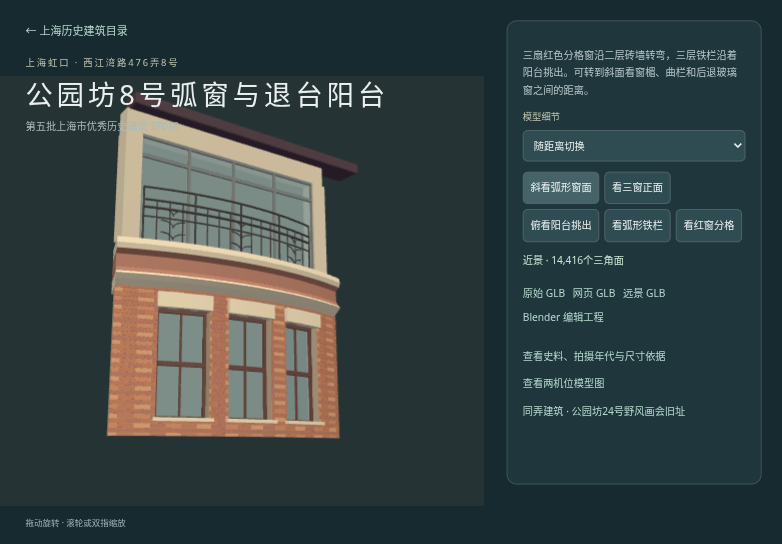 ← 上海历史建筑目录
上海虹口 · 西江湾路476弄8号
公园坊8号弧窗与退台阳台
第五批上海市优秀历史
三扇红色分格窗沿二层砖墙转弯，三层铁栏沿着
阳台挑出。可转到斜面看窗楣、曲栏和后退玻璃
窗之间的距离。
模型细节
随距离切换
斜看弧形窗面
看三窗正面
俯看阳台挑出
看弧形铁栏
看红窗分格
近景 · 14,416个三角面
原始 GLB 网页 GLB 远景 GLB
Blender 编辑工程
查看史料、拍摄年代与尺寸依据
查看两机位模型图
同弄建筑 · 公园坊24号野风画会旧址
拖动旋转 · 滚轮或双指缩放